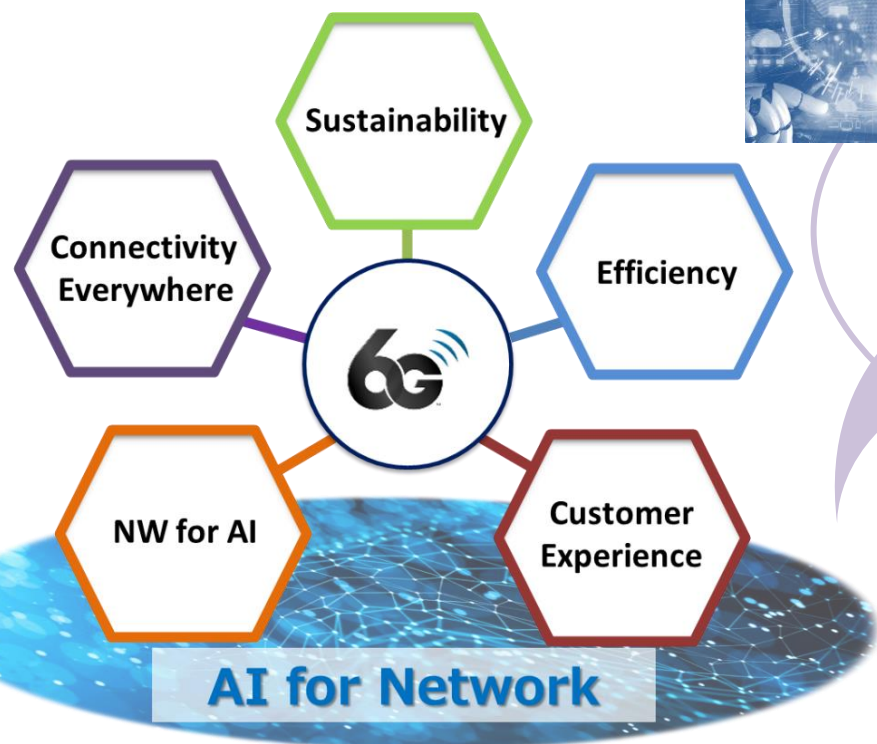 Sustainability
Connectivity
Everywhere
Efficiency
6G
NW for AI
Customer
Experience
AI for Network